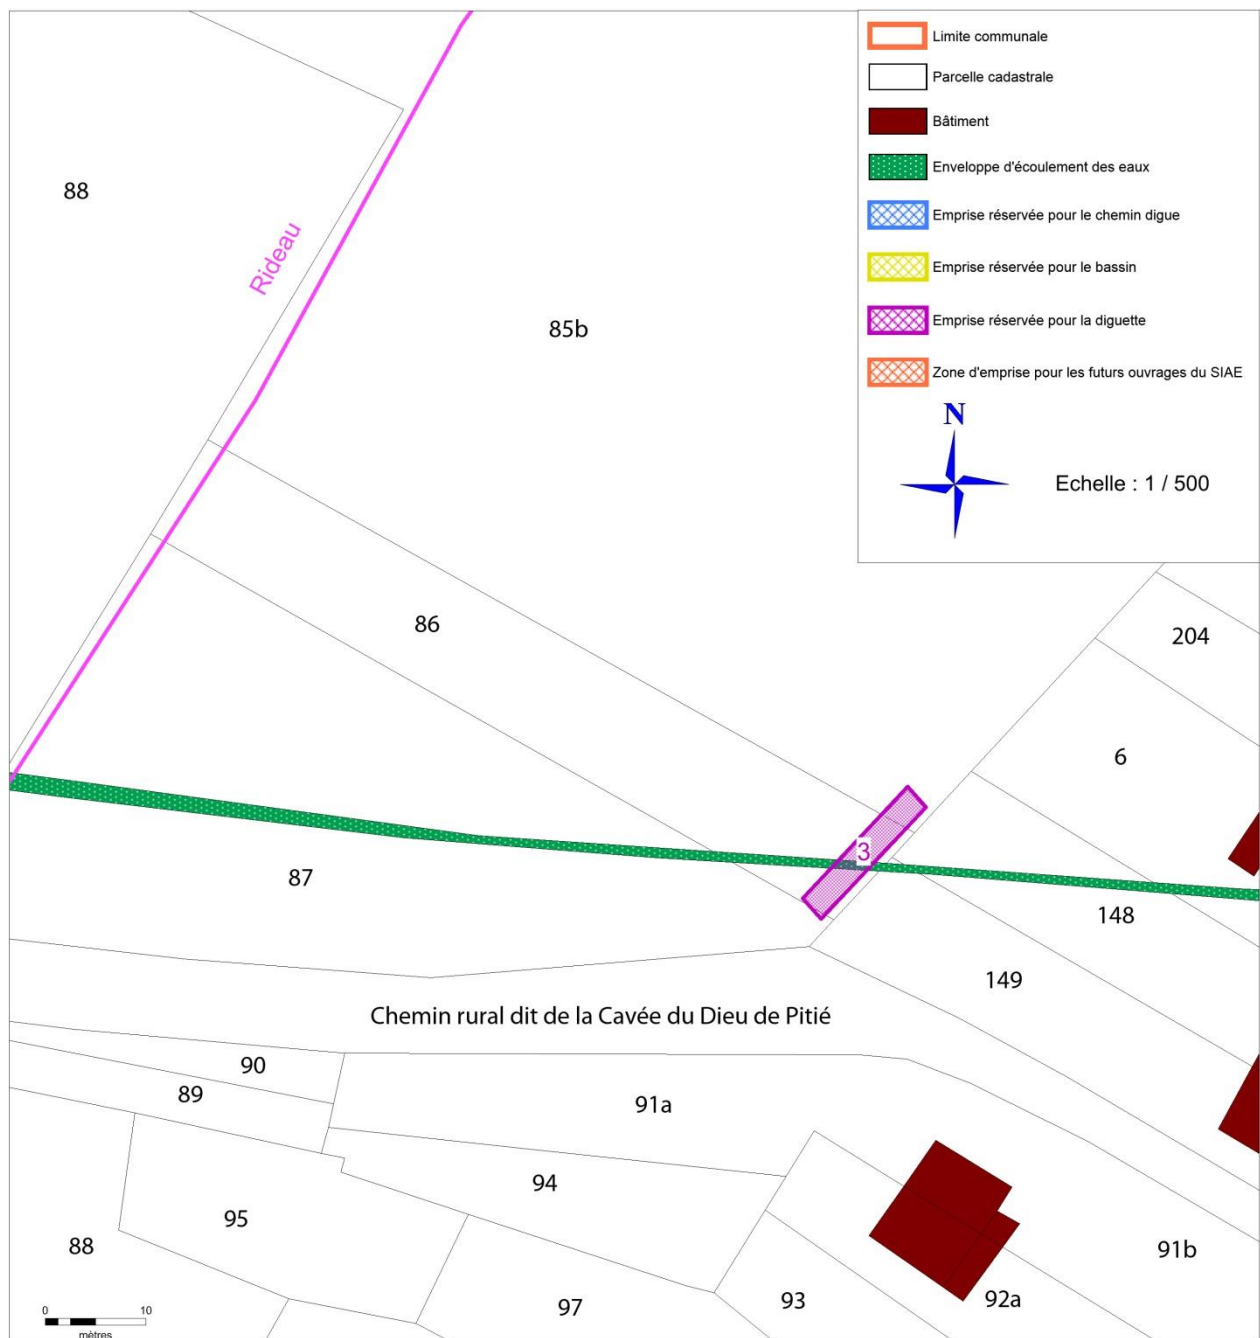 Limite communale
Parcelle cadastrale
Bâtiment
Enveloppe d'écoulement des eaux
Emprise réservée pour le chemin digue
Emprise réservée pour le bassin
Emprise réservée pour la diguette
Zone d'emprise pour les futurs ouvrages du SIAE
N
Echelle : 1 / 500
88
Rideau
85b
86
204
6
3
87
148
149
Chemin rural dit de la Cavée du Dieu de Pitié
90
89
91a
94
95
88
91b
93
92a
97
0 10
mètres